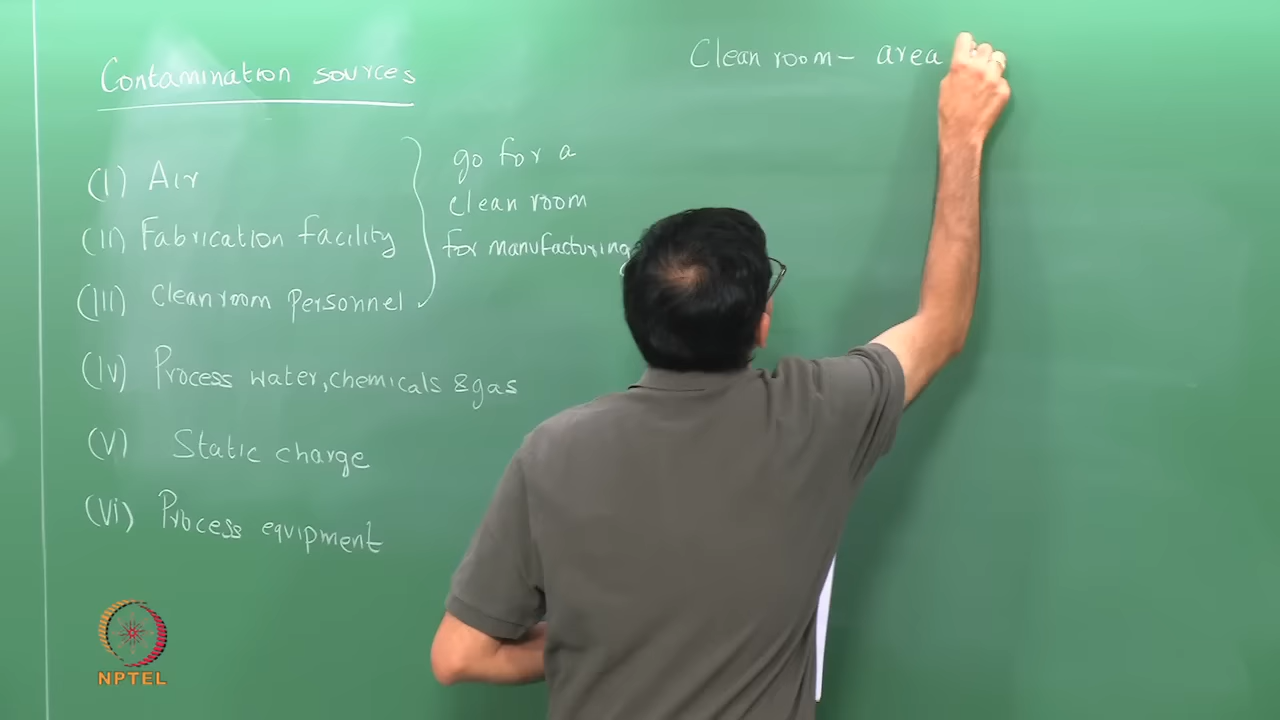 Contamination sources
(I) Air
(II) Fabrication facility
(III) Cleanroom personnel
go for a
clean room
for manufacturing
(IV) Process water, chemicals & gas
(V) Static charge
(Vi) Process equipment
Clean room - area
NPTEL